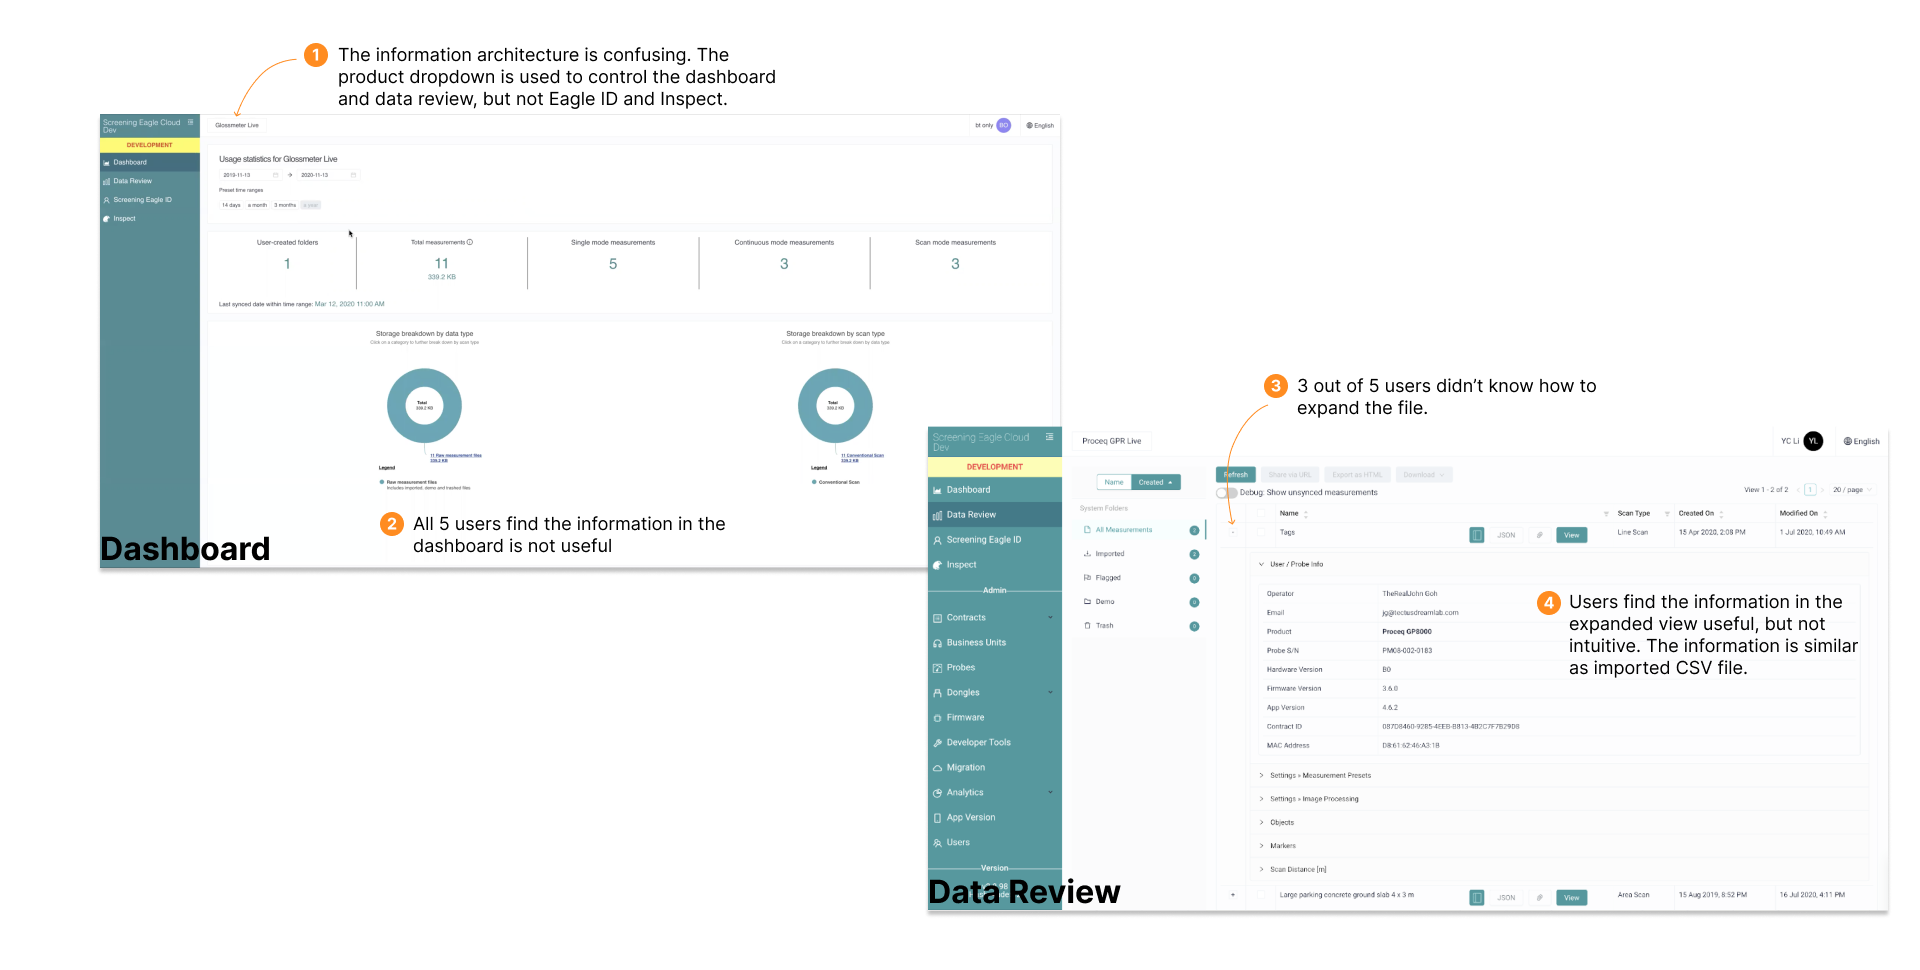 1 The information architecture is confusing. The
product dropdown is used to control the dashboard
and data review, but not Eagle ID and Inspect.
Screening Eagle Cloud
Dev
DEVELOPMENT
Dashboard
Data Review
Screening Eagle ID
Inspect
Glossmeter Live
bt only BO English
Usage statistics for Glossmeter Live
2019-11-13 → 2020-11-13
Preset time ranges
14 days a month 3 months a year
User-created folders
1
Total measurements
11
339.2 KB
Single mode measurements
5
Continuous mode measurements
3
Scan mode measurements
3
Last synced date within time range: Mar 12, 2020 11:00 AM
Storage breakdown by data type
Click on a category to further break down by scan type
Total
339.2 KB
11 Raw measurement files
339.2 KB
Legend
Raw measurement files
Includes imported, demo and trashed files.
Storage breakdown by scan type
Click on a category to further break down by data type
Total
339.2 KB
11 Conventional Scan
339.2 KB
Legend
Conventional Scan
2 All 5 users find the information in the
dashboard is not useful
Dashboard
3 3 out of 5 users didn’t know how to
expand the file.
Screening Eagle Cloud
Dev
DEVELOPMENT
Dashboard
Data Review
Screening Eagle ID
Inspect
Admin
Contracts
Business Units
Probes
Dongles
Firmware
Developer Tools
Migration
Analytics
App Version
Users
Version
Proceq GPR Live
YC Li YL English
Name Created
System Folders
All Measurements 2
Imported 2
Flagged 0
Demo 0
Trash 0
Refresh Share via URL Export as HTML Download
Debug: Show unsynced measurements
View 1 - 2 of 2 < 1 > 20 / page
Name Scan Type Created On Modified On
- Tags JSON View Line Scan 15 Apr 2020, 2:08 PM 1 Jul 2020, 10:49 AM
User / Probe Info
Operator TheRealJohn Goh
Email jg@tectusdreamlab.com
Product Proceq GP8000
Probe S/N PM08-002-0183
Hardware Version B0
Firmware Version 3.6.0
App Version 4.6.2
Contract ID 087D8460-9285-4EEB-B813-4B2C7F7B29D8
MAC Address D8:61:62:46:A3:1B
4 Users find the information in the
expanded view useful, but not
intuitive. The information is similar
as imported CSV file.
Settings » Measurement Presets
Settings » Image Processing
Objects
Markers
Scan Distance [m]
+ Large parking concrete ground slab 4 x 3 m JSON View Area Scan 15 Aug 2019, 8:52 PM 16 Jul 2020, 4:11 PM
Data Review